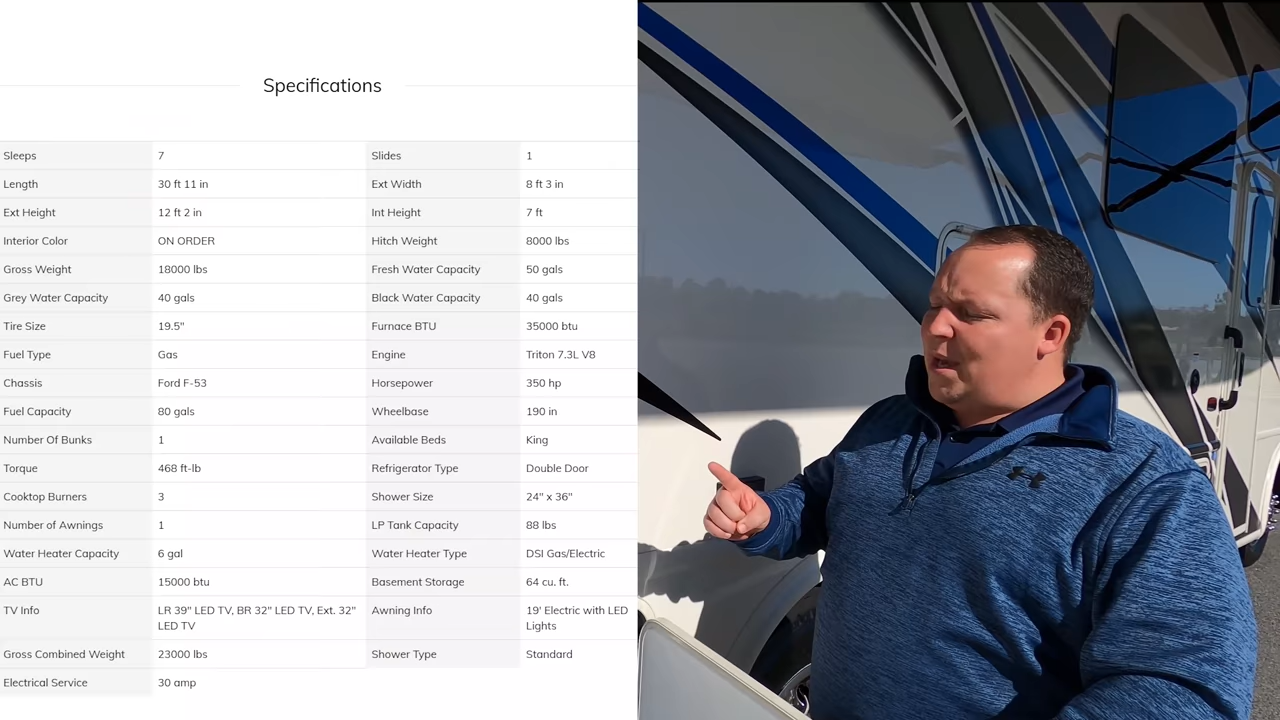 Specifications
Sleeps 7 Slides 1
Length 30 ft 11 in Ext Width 8 ft 3 in
Ext Height 12 ft 2 in Int Height 7 ft
Interior Color ON ORDER Hitch Weight 8000 lbs
Gross Weight 18000 lbs Fresh Water Capacity 50 gals
Grey Water Capacity 40 gals Black Water Capacity 40 gals
Tire Size 19.5" Furnace BTU 35000 btu
Fuel Type Gas Engine Triton 7.3L V8
Chassis Ford F-53 Horsepower 350 hp
Fuel Capacity 80 gals Wheelbase 190 in
Number Of Bunks 1 Available Beds King
Torque 468 ft-lb Refrigerator Type Double Door
Cooktop Burners 3 Shower Size 24" x 36"
Number of Awnings 1 LP Tank Capacity 88 lbs
Water Heater Capacity 6 gal Water Heater Type DSI Gas/Electric
AC BTU 15000 btu Basement Storage 64 cu. ft.
TV Info LR 39" LED TV, BR 32" LED TV, Ext. 32" Awning Info 19' Electric with LED
LED TV Lights
Gross Combined Weight 23000 lbs Shower Type Standard
Electrical Service 30 amp